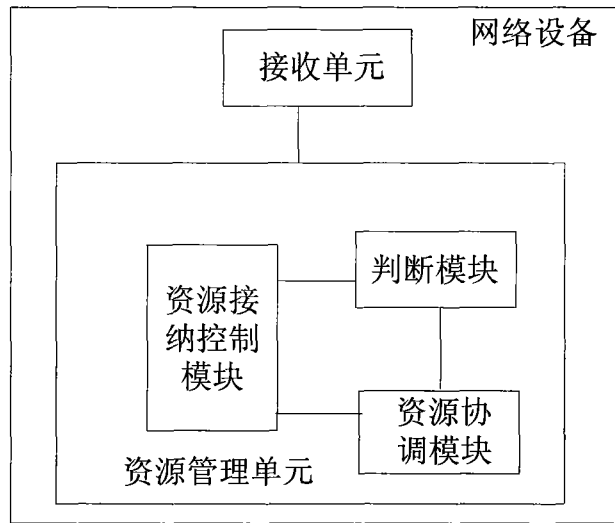 网络设备
接收单元
资源接
纳控制
模块
判断模块
资源协
调模块
资源管理单元